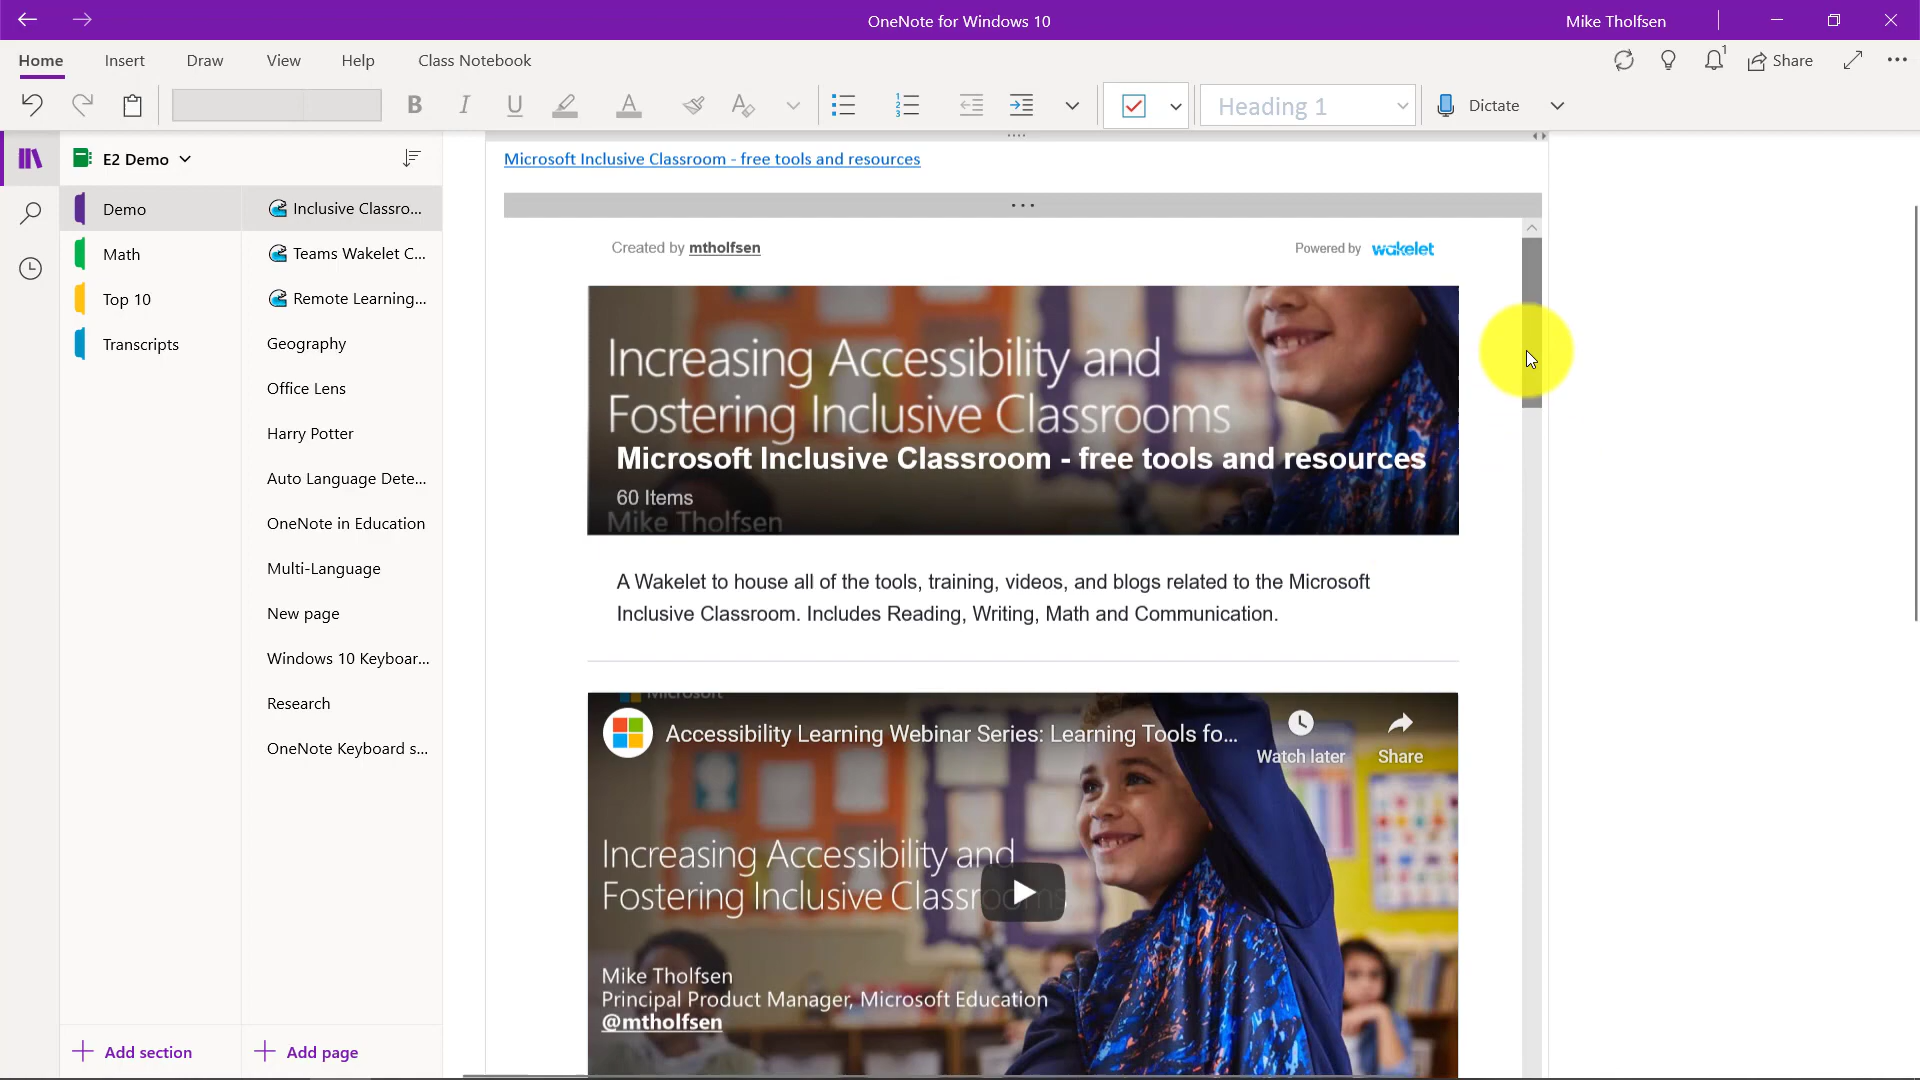 OneNote for Windows 10
Mike Tholfsen
Home
Insert
Draw
View
Help
Class Notebook
1
Share
Heading 1
Dictate
E2 Demo
Demo
Math
Top 10
Transcripts
Add section
Inclusive Classro...
Teams Wakelet C...
Remote Learning...
Geography
Office Lens
Harry Potter
Auto Language Dete...
OneNote in Education
Multi-Language
New page
Windows 10 Keyboar...
Research
OneNote Keyboard s...
Add page
Microsoft Inclusive Classroom - free tools and resources
Created by mtholfsen
Powered by wakelet
Increasing Accessibility and
Fostering Inclusive Classrooms
Microsoft Inclusive Classroom - free tools and resources
60 Items
Mike Tholfsen
A Wakelet to house all of the tools, training, videos, and blogs related to the Microsoft
Inclusive Classroom. Includes Reading, Writing, Math and Communication.
Microsoft
Accessibility Learning Webinar Series: Learning Tools fo...
Watch later
Share
Increasing Accessibility and
Fostering Inclusive Classrooms
Mike Tholfsen
Principal Product Manager, Microsoft Education
@mtholfsen